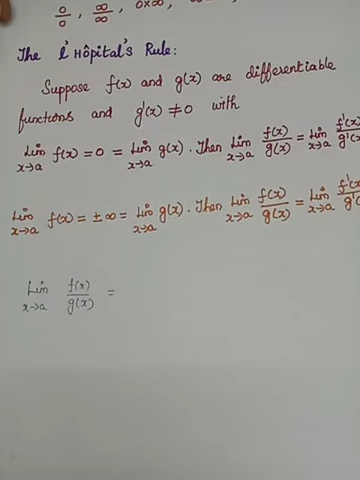 0/0 , ∞/∞ , 0×∞ ,
The l'Hôpital's Rule:
Suppose f(x) and g(x) are differentiable
functions and g'(x) ≠ 0 with
Lim x→a f(x) = 0 = Lim x→a g(x). Then Lim x→a f(x)/g(x) = Lim x→a f'(x)/g'(x)
Lim x→a f(x) = ±∞ = Lim x→a g(x). Then Lim x→a f(x)/g(x) = Lim x→a f'(x)/g'(
Lim x→a f(x)/g(x) =